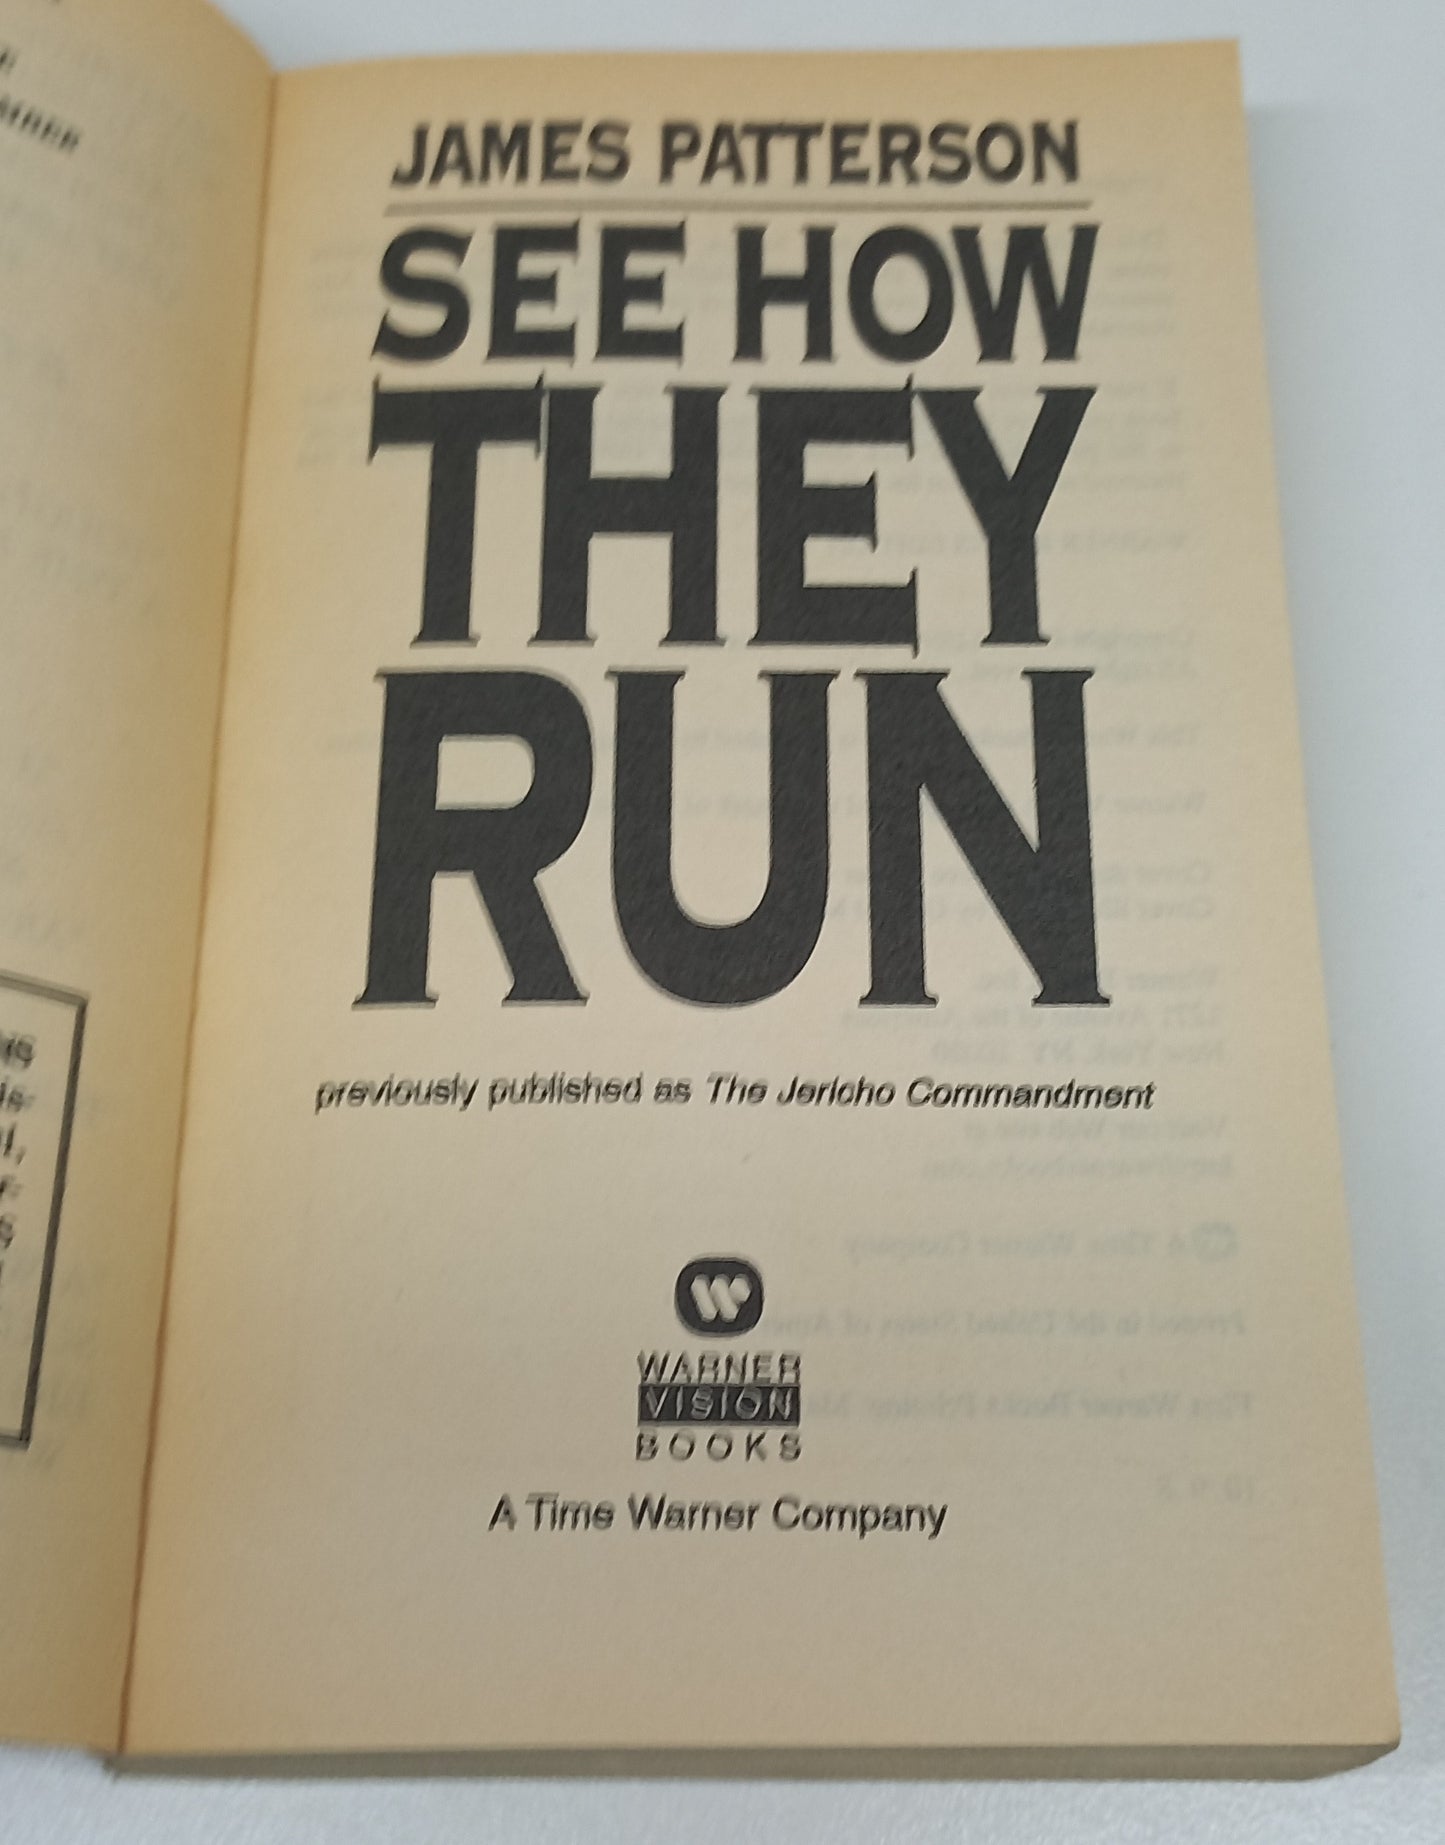 JAMES PATTERSON
SEE HOW
THEY
RUN
previously published as The Jericho Commandment
W
WARNER
VISION
BOOKS
A Time Warner Company